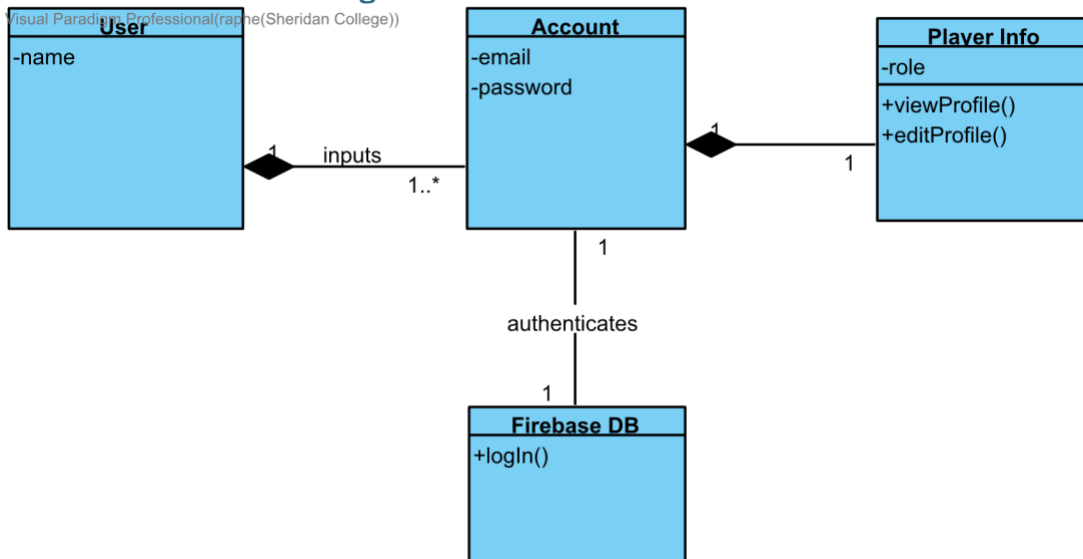 Visual Paradigm Professional(raphe(Sheridan College))
User
-name
1
inputs
1..*
Account
-email
-password
1
1
Player Info
-role
+viewProfile()
+editProfile()
1
authenticates
1
Firebase DB
+logIn()